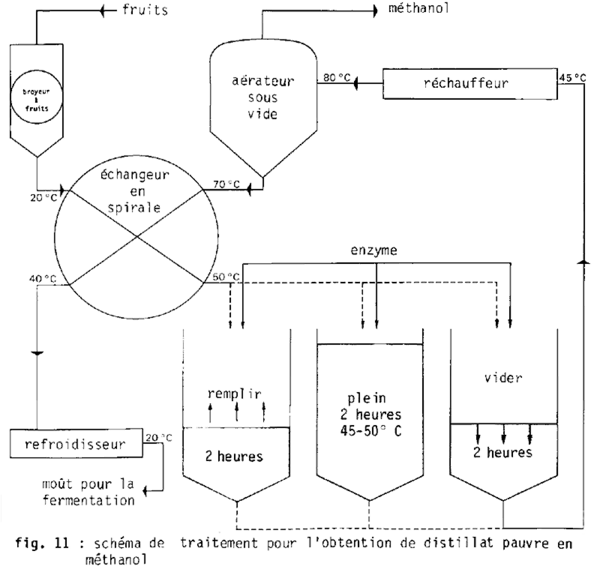 fruits
méthanol
broyeur
à
fruits
aérateur
sous
vide
80°C
réchauffeur
45°C
échangeur
en
spirale
20°C
70°C
40°C
50°C
enzyme
remplir
2 heures
plein
2 heures
45-50° C
vider
2 heures
refroidisseur
20°C
moût pour la
fermentation
fig. 11 : schéma de traitement pour l'obtention de distillat pauvre en
méthanol